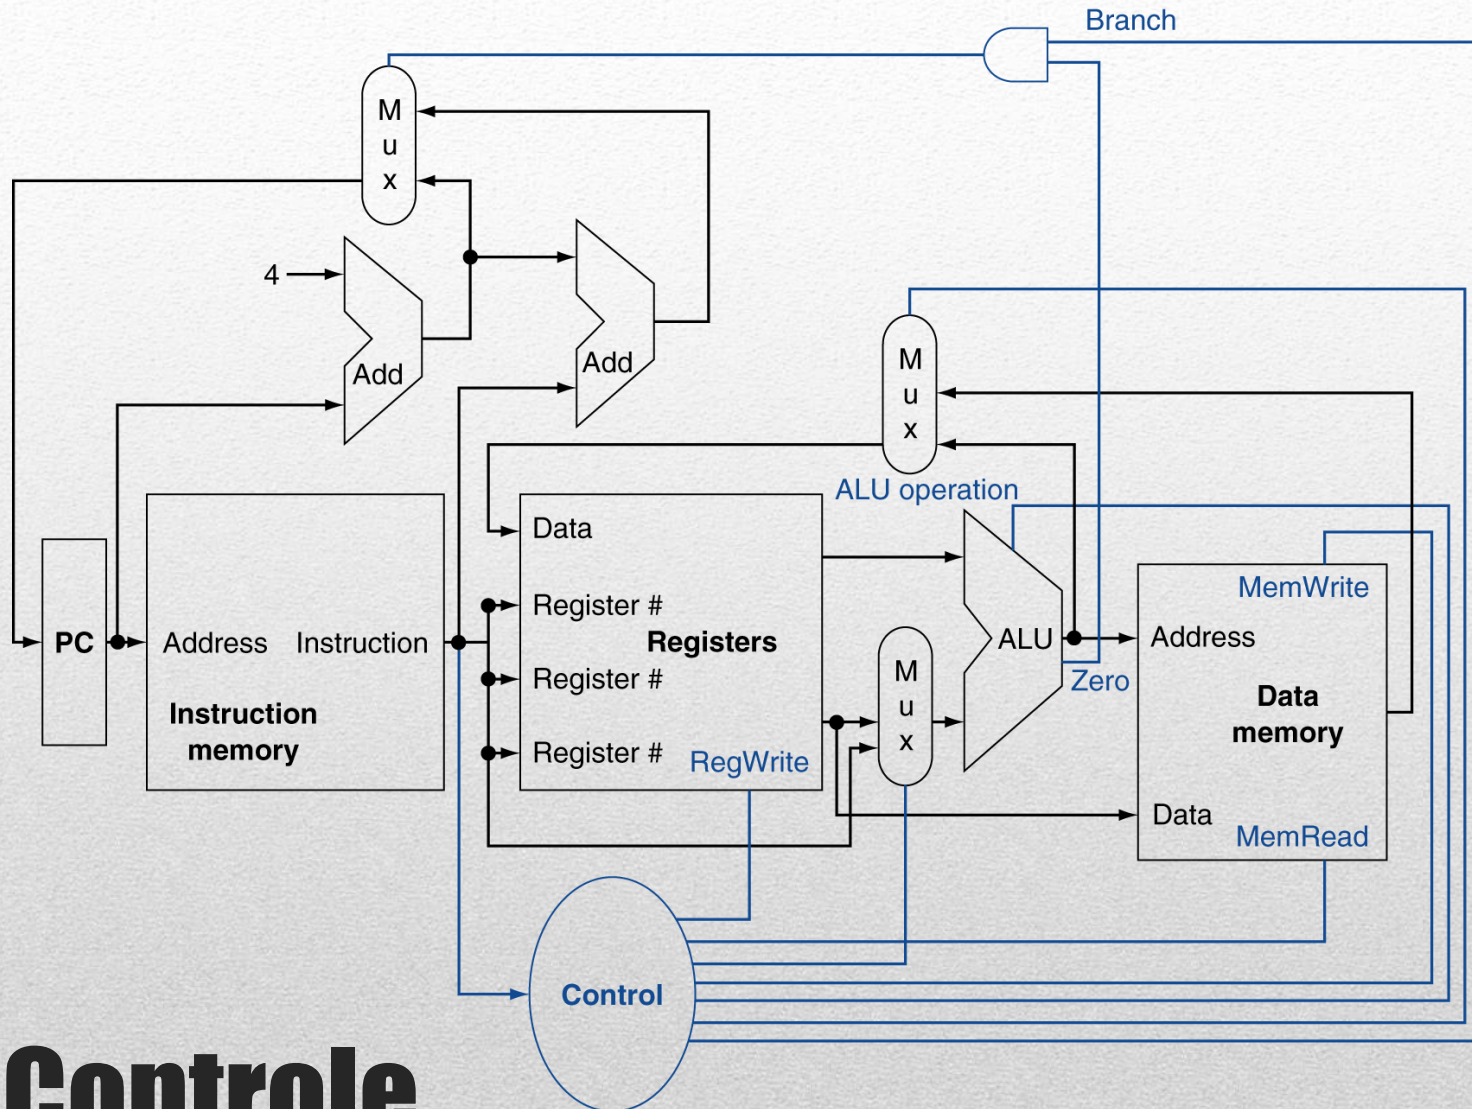 Branch
M
u
x
4
Add
Add
M
u
x
ALU operation
Data
Register #
Registers
Register #
Register #
RegWrite
PC
Address Instruction
Instruction
memory
M
u
x
ALU
Zero
MemWrite
Address
Data
memory
Data
MemRead
Control
Controle